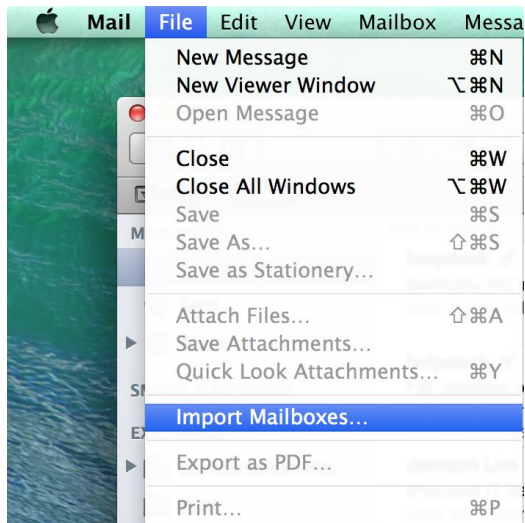 Mail File Edit View Mailbox Messa
New Message ⌘N
New Viewer Window ⌥⌘N
Open Message ⌘O
Close ⌘W
Close All Windows ⌥⌘W
Save ⌘S
Save As... ⇧⌘S
Save as Stationery...
Attach Files... ⇧⌘A
Save Attachments...
Quick Look Attachments... ⌘Y
Import Mailboxes...
Export as PDF...
Print... ⌘P